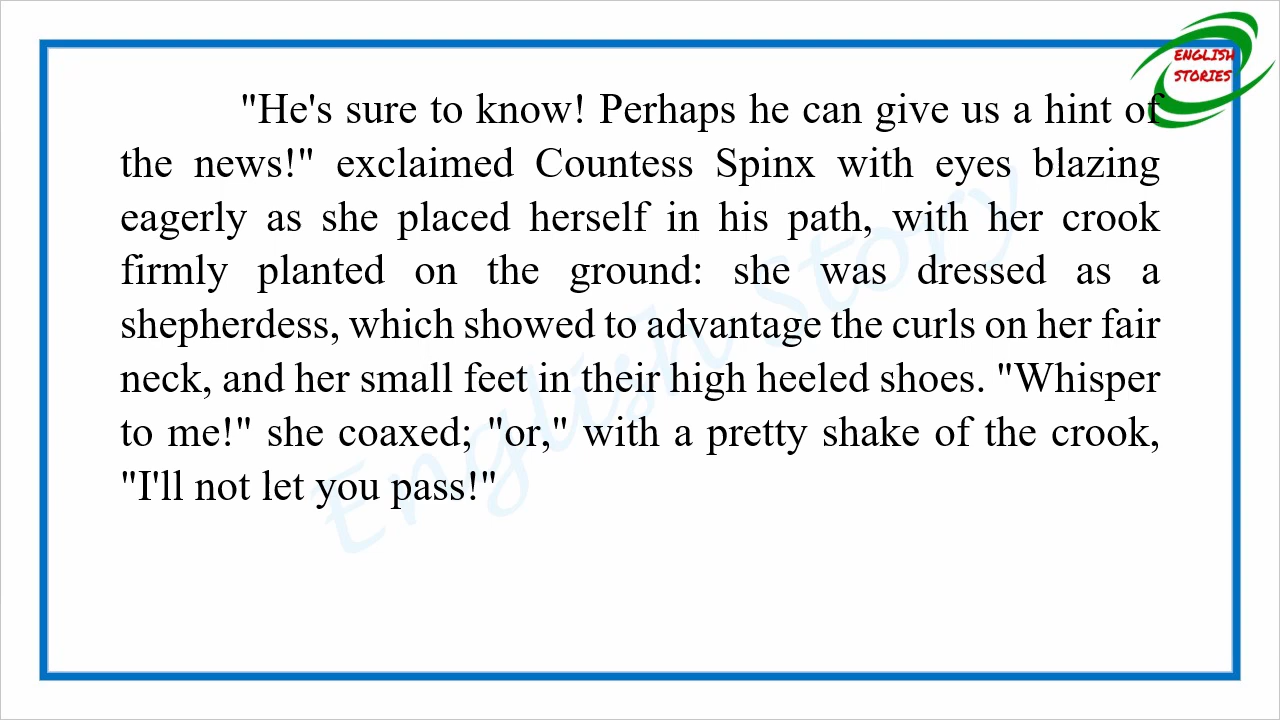 ENGLISH
STORIES
"He's sure to know! Perhaps he can give us a hint of
the news!" exclaimed Countess Spinx with eyes blazing
eagerly as she placed herself in his path, with her crook
firmly planted on the ground: she was dressed as a
shepherdess, which showed to advantage the curls on her fair
neck, and her small feet in their high heeled shoes. "Whisper
to me!" she coaxed; "or," with a pretty shake of the crook,
"I'll not let you pass!"
English Story